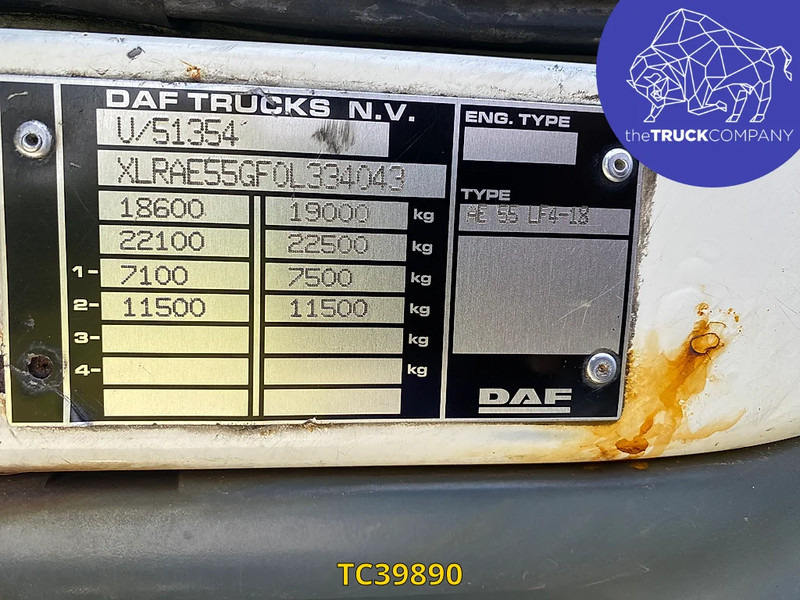 DAF TRUCKS N.V.
V/51354
XLRAE55GF0L334043
18600 19000 kg
22100 22500 kg
1- 7100 7500 kg
2- 11500 11500 kg
3- kg
4- kg
ENG. TYPE
TYPE
AE 55 LF4-18
DAF
theTRUCKCOMPANY
TC39890